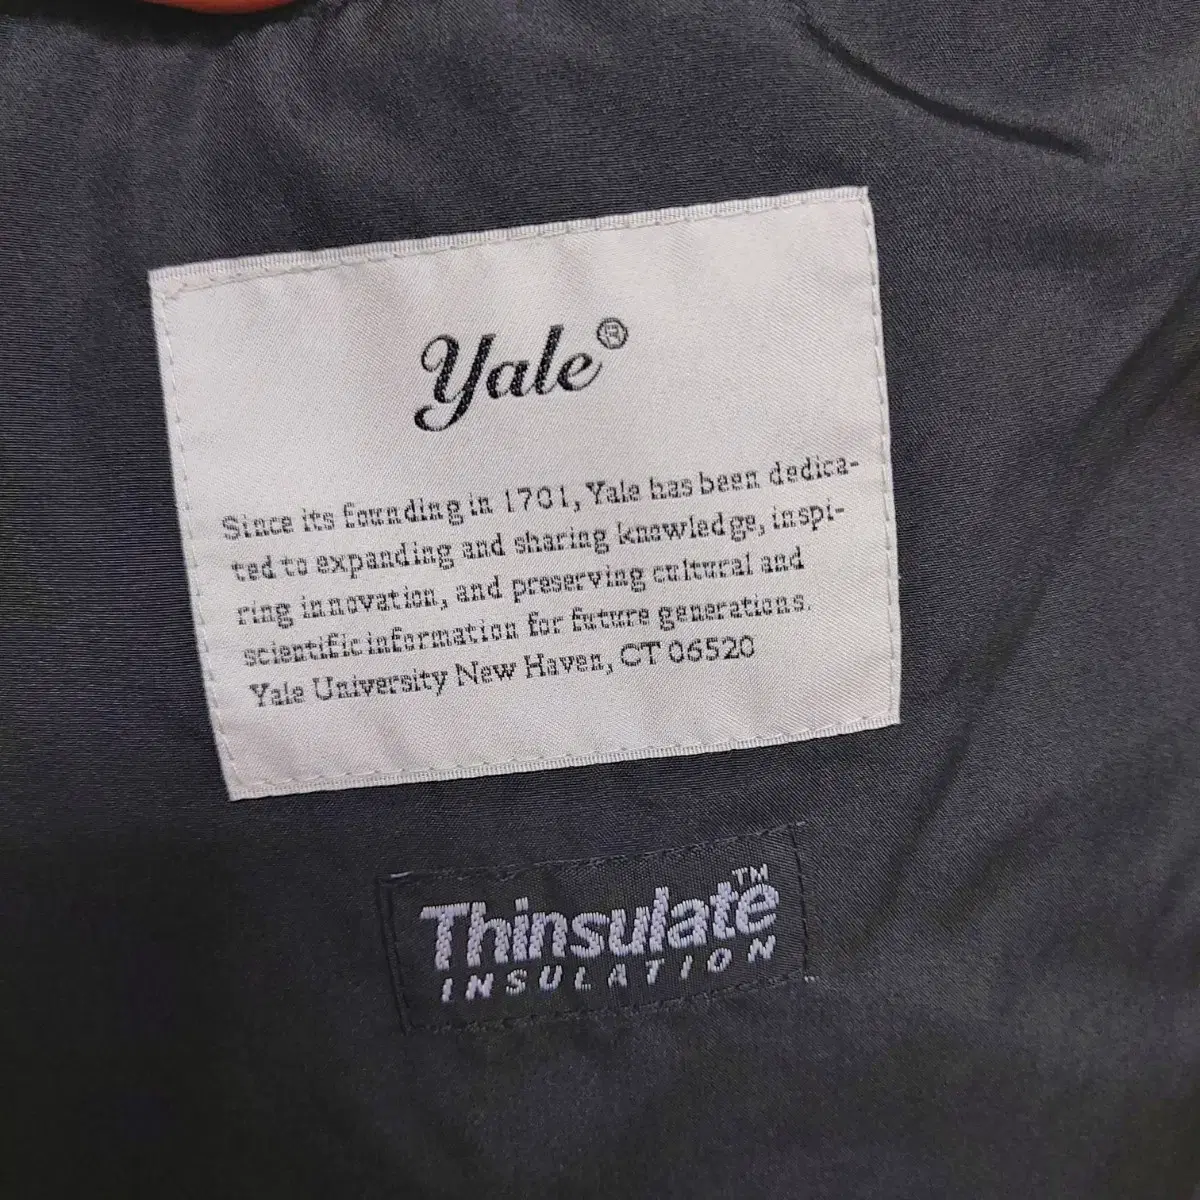 Yale®
Since its founding in 1701, Yale has been dedica-
ted to expanding and sharing knowledge, inspi-
ring innovation, and preserving cultural and
scientific information for future generations.
Yale University New Haven, CT 06520
Thinsulate™
INSULATION